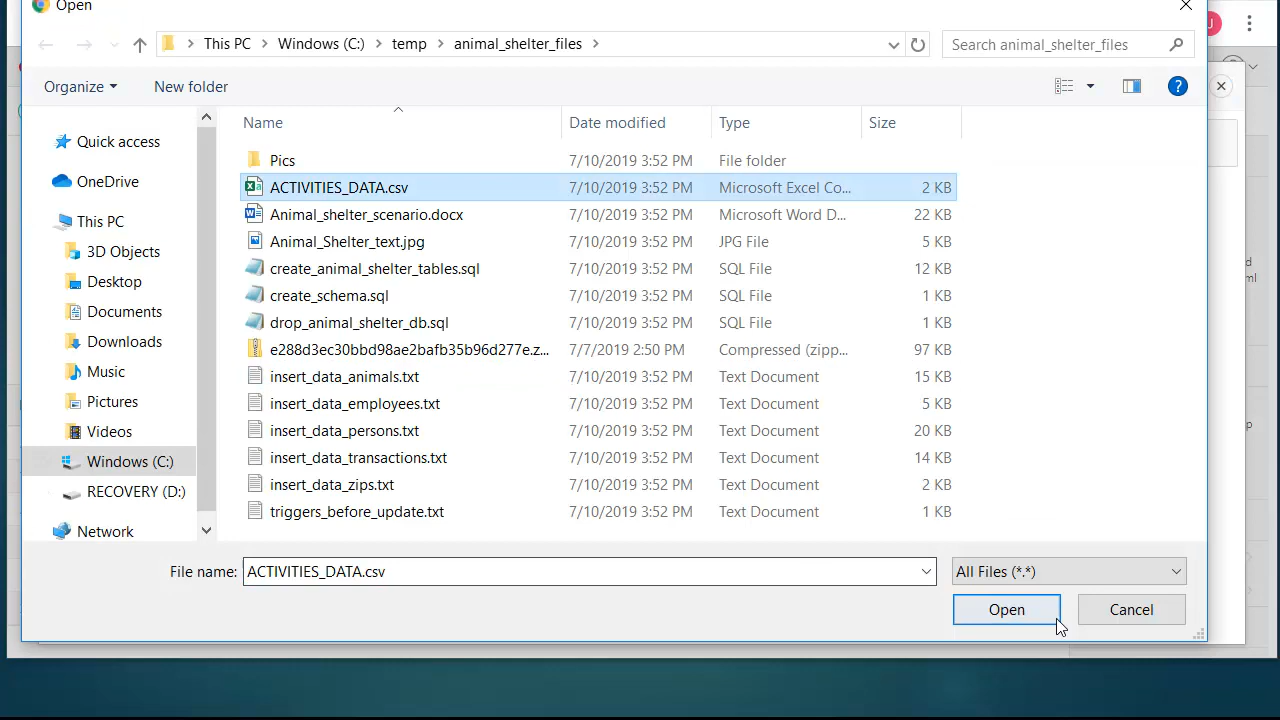 Open
J
This PC Windows (C:) temp animal_shelter_files
Search animal_shelter_files
Organize New folder
?
Name Date modified Type Size
Quick access
OneDrive
This PC
3D Objects
Desktop
Documents
Downloads
Music
Pictures
Videos
Windows (C:)
RECOVERY (D:)
Network
Pics 7/10/2019 3:52 PM File folder
ACTIVITIES_DATA.csv 7/10/2019 3:52 PM Microsoft Excel Co... 2 KB
Animal_shelter_scenario.docx 7/10/2019 3:52 PM Microsoft Word D... 22 KB
Animal_Shelter_text.jpg 7/10/2019 3:52 PM JPG File 5 KB
create_animal_shelter_tables.sql 7/10/2019 3:52 PM SQL File 12 KB
create_schema.sql 7/10/2019 3:52 PM SQL File 1 KB
drop_animal_shelter_db.sql 7/10/2019 3:52 PM SQL File 1 KB
e288d3ec30bbd98ae2bafb35b96d277e.z... 7/7/2019 2:50 PM Compressed (zipp... 97 KB
insert_data_animals.txt 7/10/2019 3:52 PM Text Document 15 KB
insert_data_employees.txt 7/10/2019 3:52 PM Text Document 5 KB
insert_data_persons.txt 7/10/2019 3:52 PM Text Document 20 KB
insert_data_transactions.txt 7/10/2019 3:52 PM Text Document 14 KB
insert_data_zips.txt 7/10/2019 3:52 PM Text Document 2 KB
triggers_before_update.txt 7/10/2019 3:52 PM Text Document 1 KB
File name: ACTIVITIES_DATA.csv All Files (*.*)
Open Cancel